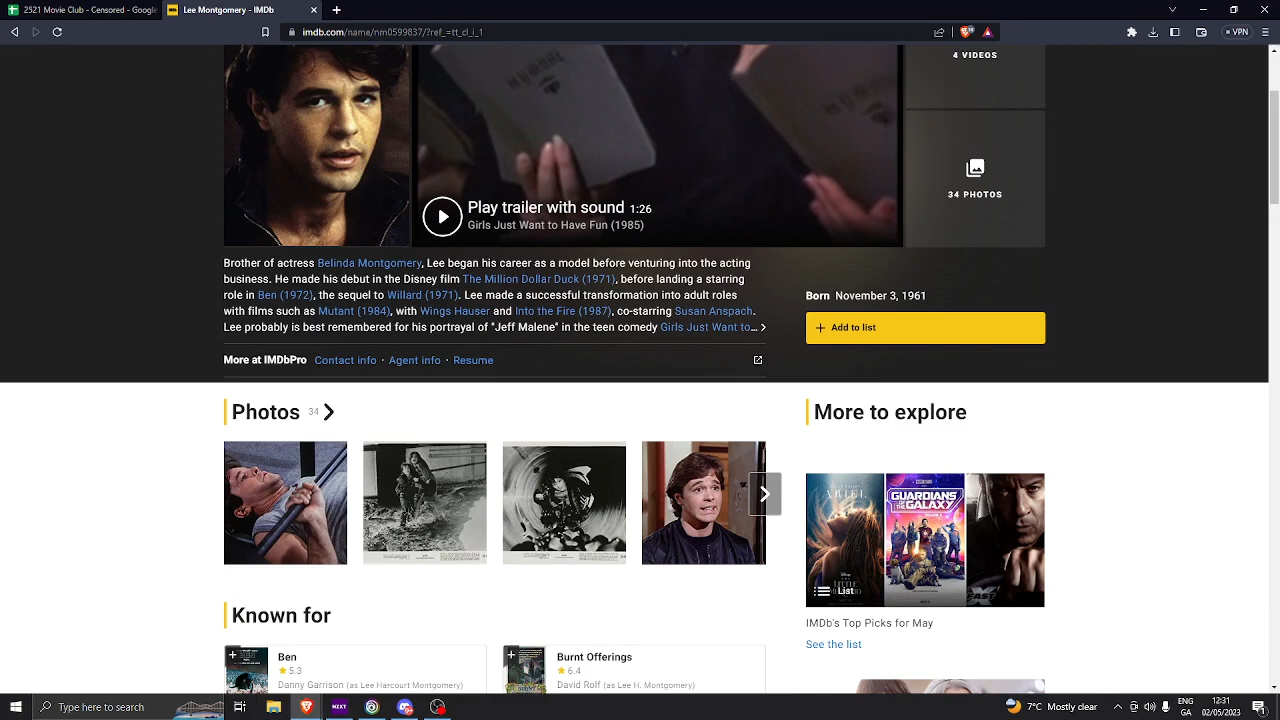 2521 Movie Club - Censored - Google
Lee Montgomery - IMDb
imdb.com/name/nm0599837/?ref_=tt_cl_i_1
VPN
4 VIDEOS
34 PHOTOS
Play trailer with sound 1:26
Girls Just Want to Have Fun (1985)
Brother of actress Belinda Montgomery, Lee began his career as a model before venturing into the acting
business. He made his debut in the Disney film The Million Dollar Duck (1971), before landing a starring
role in Ben (1972), the sequel to Willard (1971). Lee made a successful transformation into adult roles
with films such as Mutant (1984), with Wings Hauser and Into the Fire (1987), co-starring Susan Anspach.
Lee probably is best remembered for his portrayal of "Jeff Malene" in the teen comedy Girls Just Want to...
Born November 3, 1961
+ Add to list
More at IMDbPro Contact info · Agent info · Resume
Photos 34
More to explore
ARIEL
GUARDIANS
OF THE GALAXY
THE
LITTLE
FAST X
List
IMDb's Top Picks for May
See the list
Known for
Ben
5.3
Danny Garrison (as Lee Harcourt Montgomery)
Burnt Offerings
6.4
David Rolf (as Lee H. Montgomery)
Type here to search
NZXT
7°C Mostly clear
ENG
GA
12:31
02/05/2023